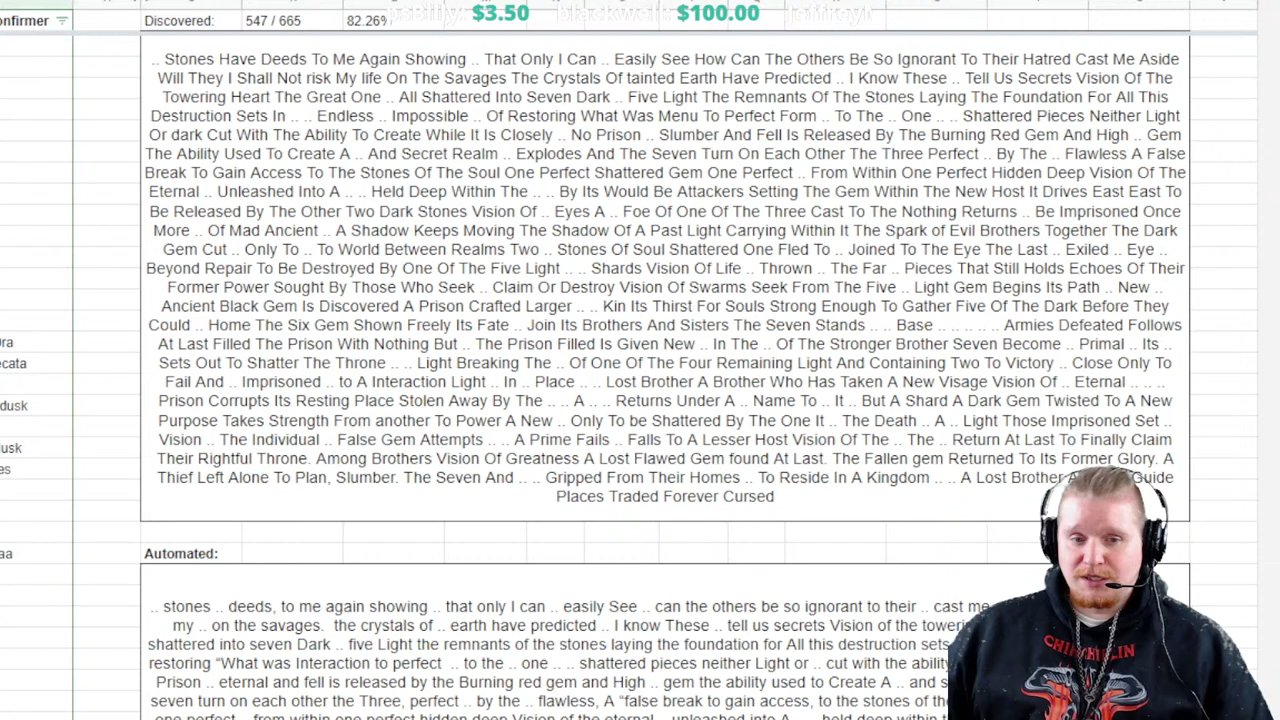 onfirmer Discovered: 547 / 665 82.26%
$3.50 blackwell: $100.00
.. Stones Have Deeds To Me Again Showing .. That Only I Can .. Easily See How Can The Others Be So Ignorant To Their Hatred Cast Me Aside
Will They I Shall Not risk My life On The Savages The Crystals Of tainted Earth Have Predicted .. I Know These .. Tell Us Secrets Vision Of The
Towering Heart The Great One .. All Shattered Into Seven Dark .. Five Light The Remnants Of The Stones Laying The Foundation For All This
Destruction Sets In .. .. Endless .. Impossible .. Of Restoring What Was Menu To Perfect Form .. To The .. One .. .. Shattered Pieces Neither Light
Or dark Cut With The Ability To Create While It Is Closely .. No Prison .. Slumber And Fell Is Released By The Burning Red Gem And High .. Gem
The Ability Used To Create A .. And Secret Realm .. Explodes And The Seven Turn On Each Other The Three Perfect .. By The .. Flawless A False
Break To Gain Access To The Stones Of The Soul One Perfect Shattered Gem One Perfect .. From Within One Perfect Hidden Deep Vision Of The
Eternal .. Unleashed Into A .. .. Held Deep Within The .. .. By Its Would Be Attackers Setting The Gem Within The New Host It Drives East East To
Be Released By The Other Two Dark Stones Vision Of .. Eyes A .. Foe Of One Of The Three Cast To The Nothing Returns .. Be Imprisoned Once
More .. Of Mad Ancient .. A Shadow Keeps Moving The Shadow Of A Past Light Carrying Within It The Spark of Evil Brothers Together The Dark
Gem Cut .. Only To .. To World Between Realms Two .. Stones Of Soul Shattered One Fled To .. Joined To The Eye The Last .. Exiled .. Eye ..
Beyond Repair To Be Destroyed By One Of The Five Light .. .. Shards Vision Of Life .. Thrown .. The Far .. Pieces That Still Holds Echoes Of Their
Former Power Sought By Those Who Seek .. Claim Or Destroy Vision Of Swarms Seek From The Five .. Light Gem Begins Its Path .. New ..
Ancient Black Gem Is Discovered A Prison Crafted Larger .. .. Kin Its Thirst For Souls Strong Enough To Gather Five Of The Dark Before They
Could .. Home The Six Gem Shown Freely Its Fate .. Join Its Brothers And Sisters The Seven Stands .. .. Base .. .. .. .. .. Armies Defeated Follows
At Last Filled The Prison With Nothing But .. The Prison Filled Is Given New .. In The .. Of The Stronger Brother Seven Become .. Primal .. Its ..
Sets Out To Shatter The Throne .. .. Light Breaking The .. Of One Of The Four Remaining Light And Containing Two To Victory .. Close Only To
Fail And .. Imprisoned .. to A Interaction Light .. In .. Place .. .. Lost Brother A Brother Who Has Taken A New Visage Vision Of .. Eternal .. .. ..
Prison Corrupts Its Resting Place Stolen Away By The .. .. A .. .. Returns Under A .. Name To .. It .. But A Shard A Dark Gem Twisted To A New
Purpose Takes Strength From another To Power A New .. Only To be Shattered By The One It .. The Death .. A .. Light Those Imprisoned Set ..
Vision .. The Individual .. False Gem Attempts .. .. A Prime Fails .. Falls To A Lesser Host Vision Of The .. The .. Return At Last To Finally Claim
Their Rightful Throne. Among Brothers Vision Of Greatness A Lost Flawed Gem found At Last. The Fallen gem Returned To Its Former Glory. A
Thief Left Alone To Plan, Slumber. The Seven And .. .. Gripped From Their Homes .. .. To Reside In A Kingdom .. .. A Lost Brother Guide
Places Traded Forever Cursed
dusk
Automated:
.. stones .. deeds, to me again showing .. that only I can .. easily See .. can the others be so ignorant to their .. cast me
my .. on the savages. the crystals of .. earth have predicted .. I know These .. tell us secrets Vision of the
shattered into seven Dark .. five Light the remnants of the stones laying the foundation for All this destruction sets
restoring “What was Interaction to perfect .. to the .. one .. .. shattered pieces neither Light or .. cut with the ability
Prison .. eternal and fell is released by the Burning red gem and High .. gem the ability used to Create A .. and
seven turn on each other the Three, perfect .. by the .. flawless, A “false break to gain access, to the stones of the
CHIPCHILLIN